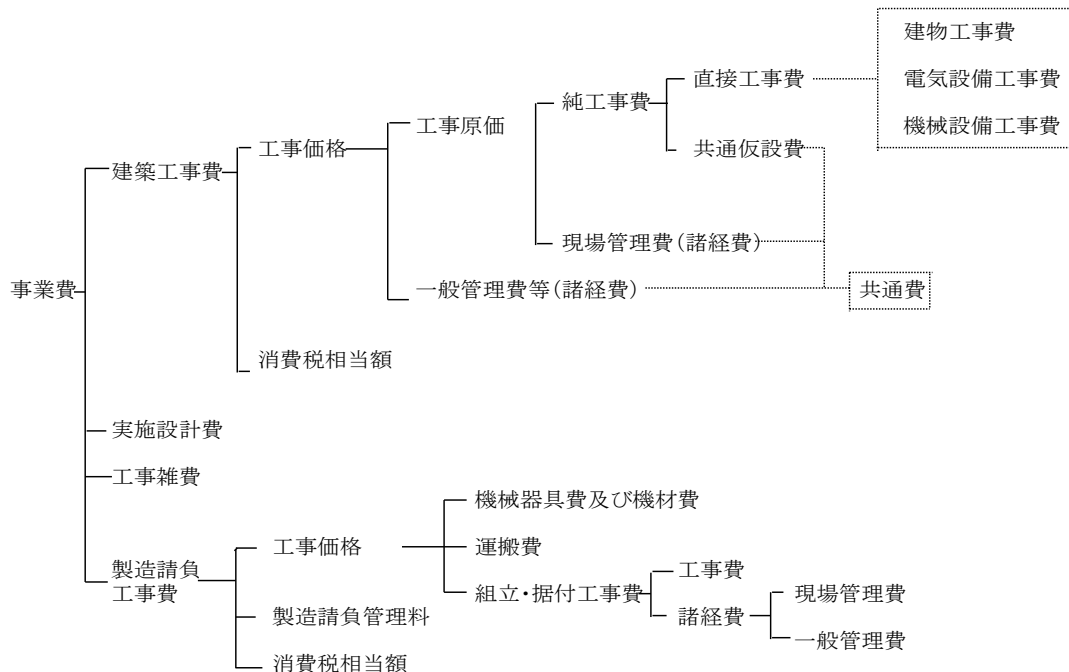 建物工事費
電気設備工事費
機械設備工事費
直接工事費
純工事費
工事原価
工事価格
共通仮設費
建築工事費
現場管理費(諸経費)
事業費
一般管理費等(諸経費)
共通費
消費税相当額
実施設計費
工事雑費
機械器具費及び機材費
工事価格
運搬費
製造請負
工事費
組立・据付工事費
工事費
諸経費
現場管理費
一般管理費
製造請負管理料
消費税相当額